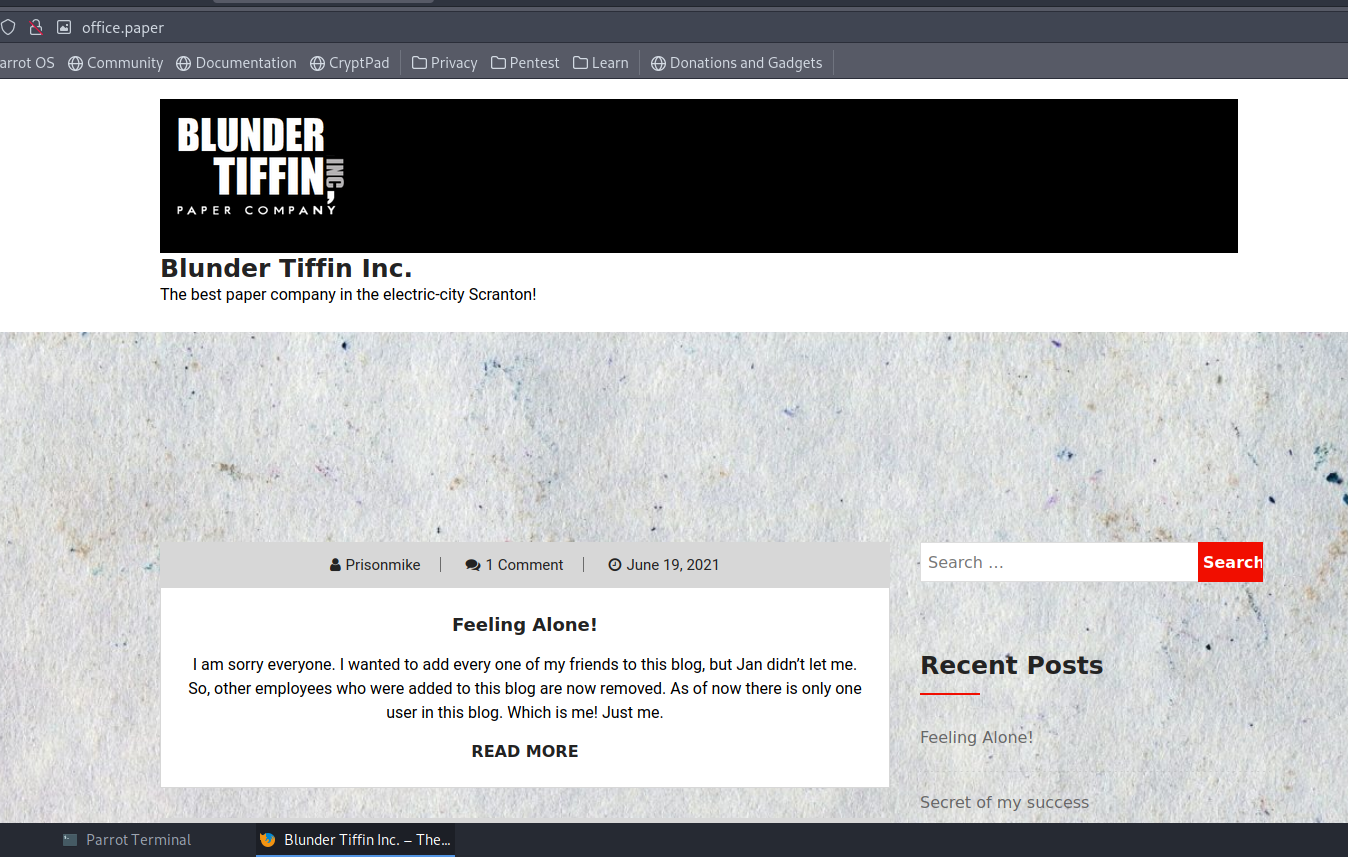 office.paper
arrot OS Community Documentation CryptPad Privacy Pentest Learn Donations and Gadgets
BLUNDER
TIFFIN, INC
PAPER COMPANY
Blunder Tiffin Inc.
The best paper company in the electric-city Scranton!
Prisonmike 1 Comment June 19, 2021
Search …
Search
Feeling Alone!
I am sorry everyone. I wanted to add every one of my friends to this blog, but Jan didn’t let me.
So, other employees who were added to this blog are now removed. As of now there is only one
user in this blog. Which is me! Just me.
READ MORE
Recent Posts
Feeling Alone!
Secret of my success
Parrot Terminal
Blunder Tiffin Inc. – The...